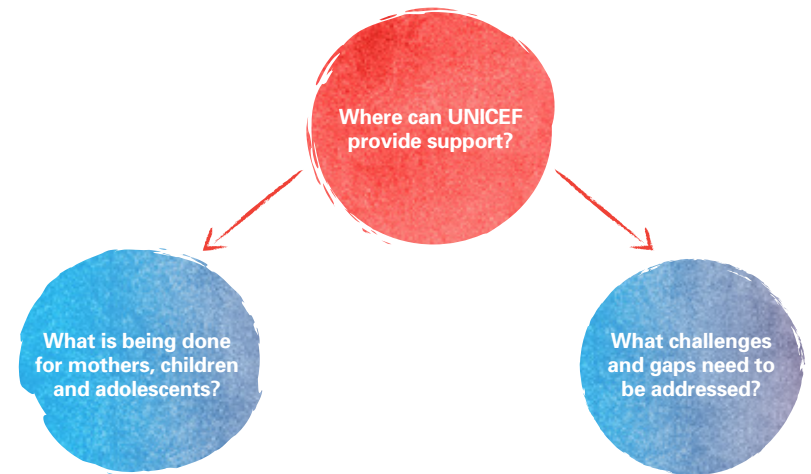 Where can UNICEF
provide support?
What is being done
for mothers, children
and adolescents?
What challenges
and gaps need to
be addressed?